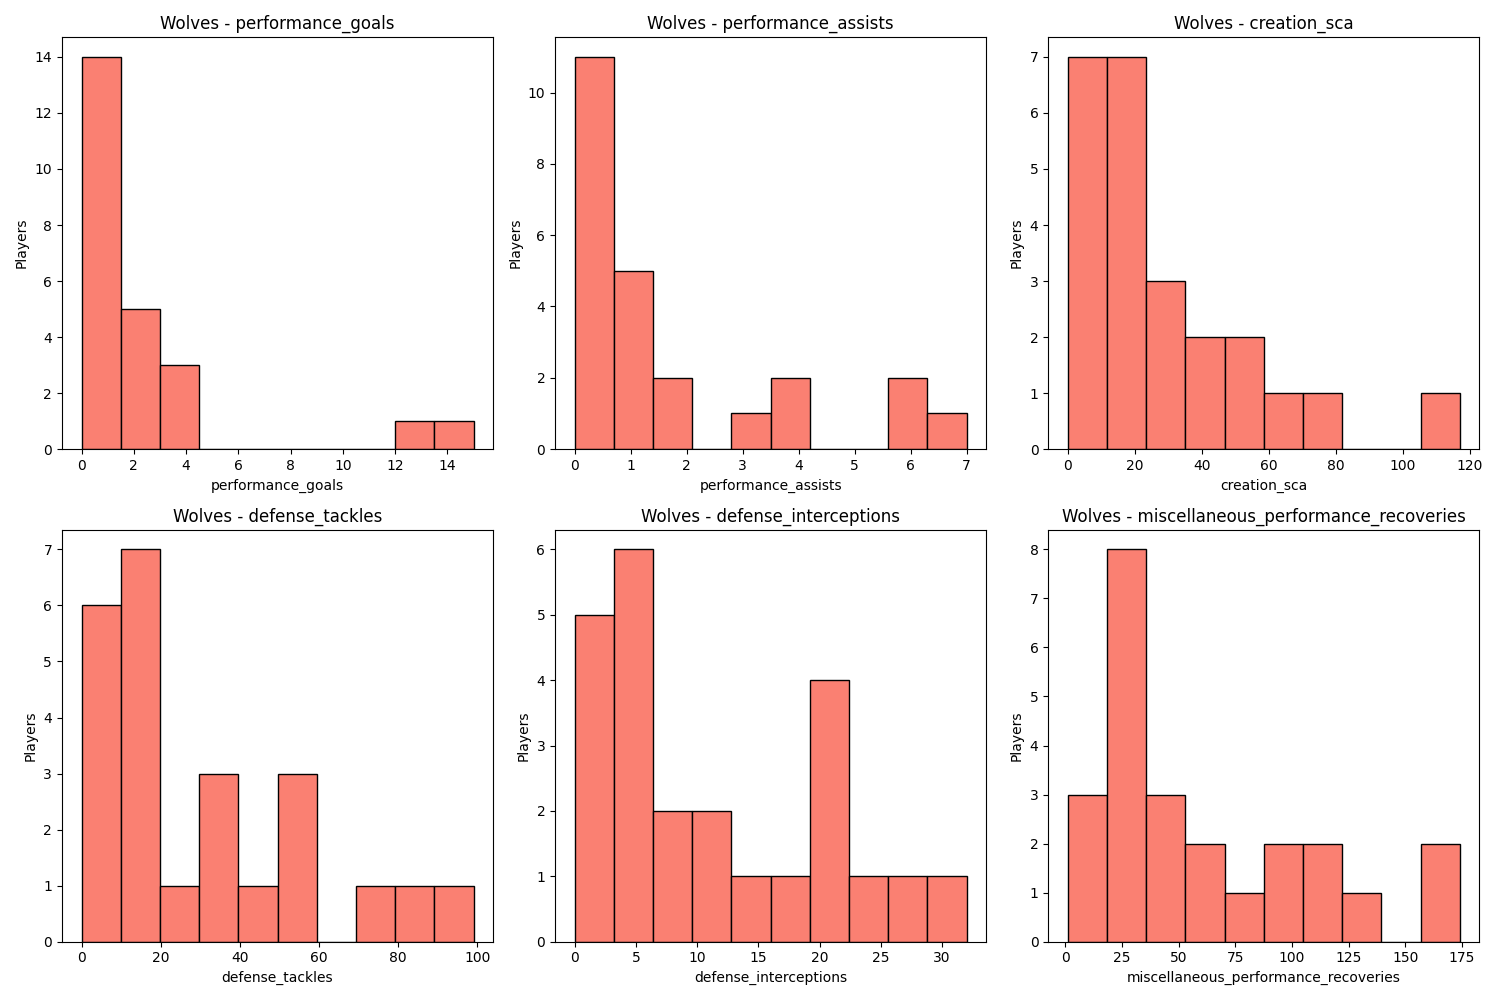 Wolves - performance_goals
Players
14
12
10
8
6
4
2
0
0 2 4 6 8 10 12 14
performance_goals
Wolves - performance_assists
Players
10
8
6
4
2
0
0 1 2 3 4 5 6 7
performance_assists
Wolves - creation_sca
Players
7
6
5
4
3
2
1
0
0 20 40 60 80 100 120
creation_sca
Wolves - defense_tackles
Players
7
6
5
4
3
2
1
0
0 20 40 60 80 100
defense_tackles
Wolves - defense_interceptions
Players
6
5
4
3
2
1
0
0 5 10 15 20 25 30
defense_interceptions
Wolves - miscellaneous_performance_recoveries
Players
8
7
6
5
4
3
2
1
0
0 25 50 75 100 125 150 175
miscellaneous_performance_recoveries